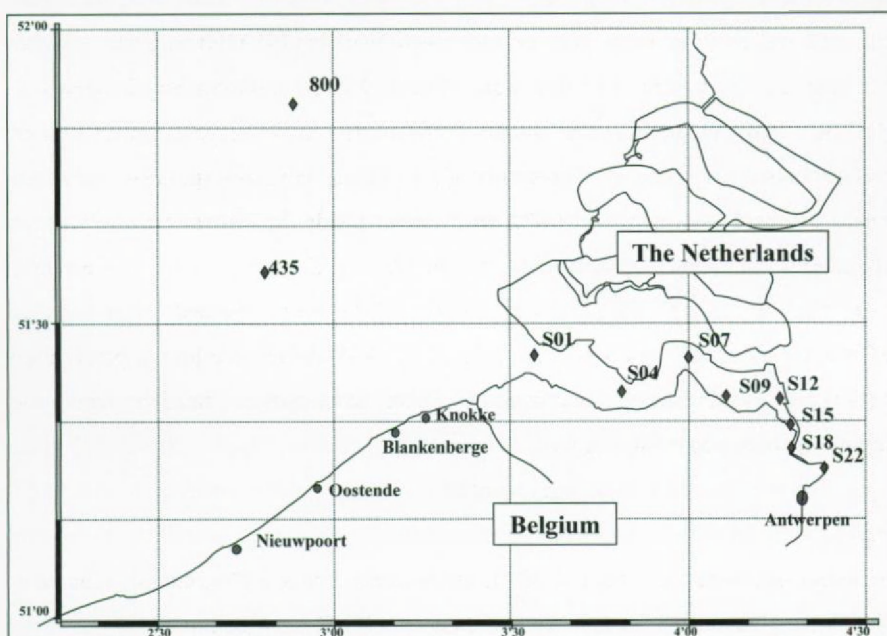 52'00
800
435
The Netherlands
51'30
S01
S07
S04
S09
S12
S15
S18
S22
Knokke
Blankenberge
Oostende
Nieuwpoort
Belgium
Antwerpen
51'00
2'30
3'00
3'30
4'00
4'30